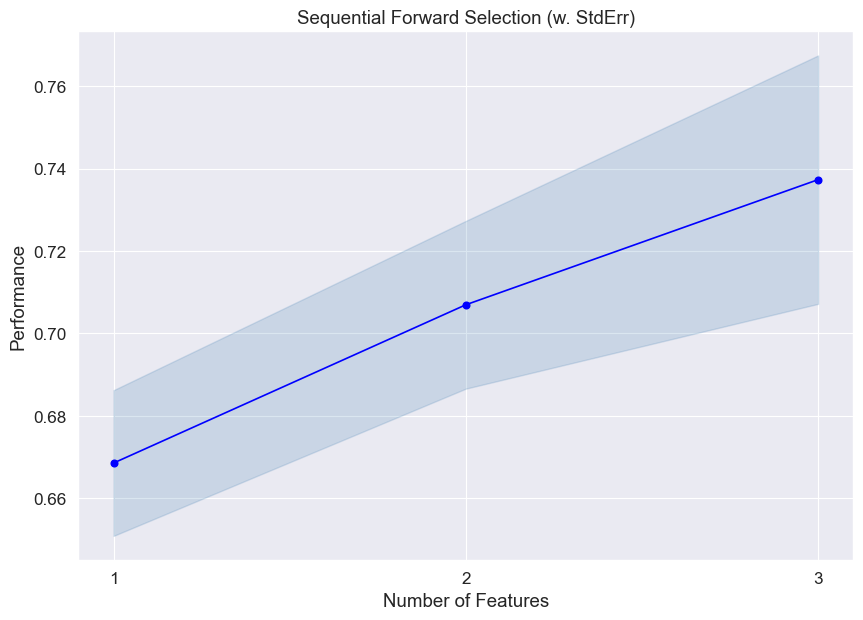 Sequential Forward Selection (w. StdErr)
0.76
0.74
0.72
0.70
0.68
0.66
Performance
1 2 3
Number of Features